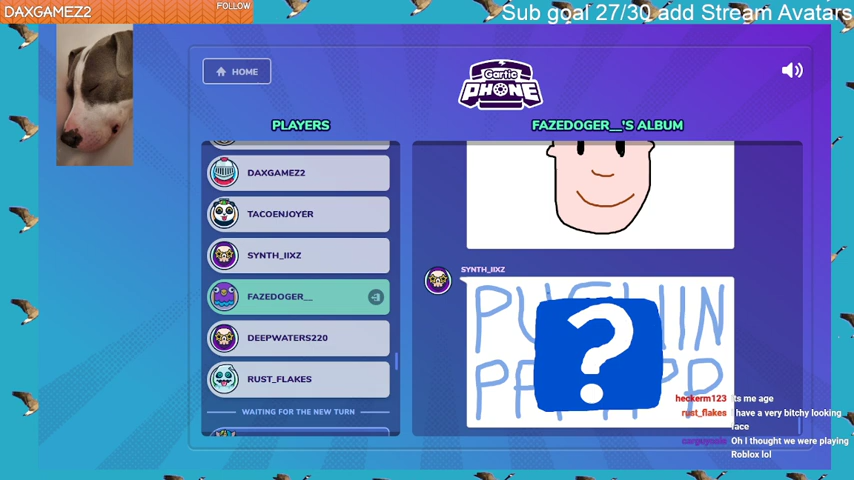 DAXGAMEZ2
FOLLOW
Sub goal 27/30 add Stream Avatars
HOME
Gartic
PHONE
PLAYERS
FAZEDOGER__'S ALBUM
DAXGAMEZ2
TACOENJOYER
SYNTH_IIXZ
FAZEDOGER__
DEEPWATERS220
RUST_FLAKES
WAITING FOR THE NEW TURN
SYNTH_IIXZ
?
heckerm123 Its me age
rust_flakes I have a very bitchy looking
face
Oh I thought we were playing
Roblox lol